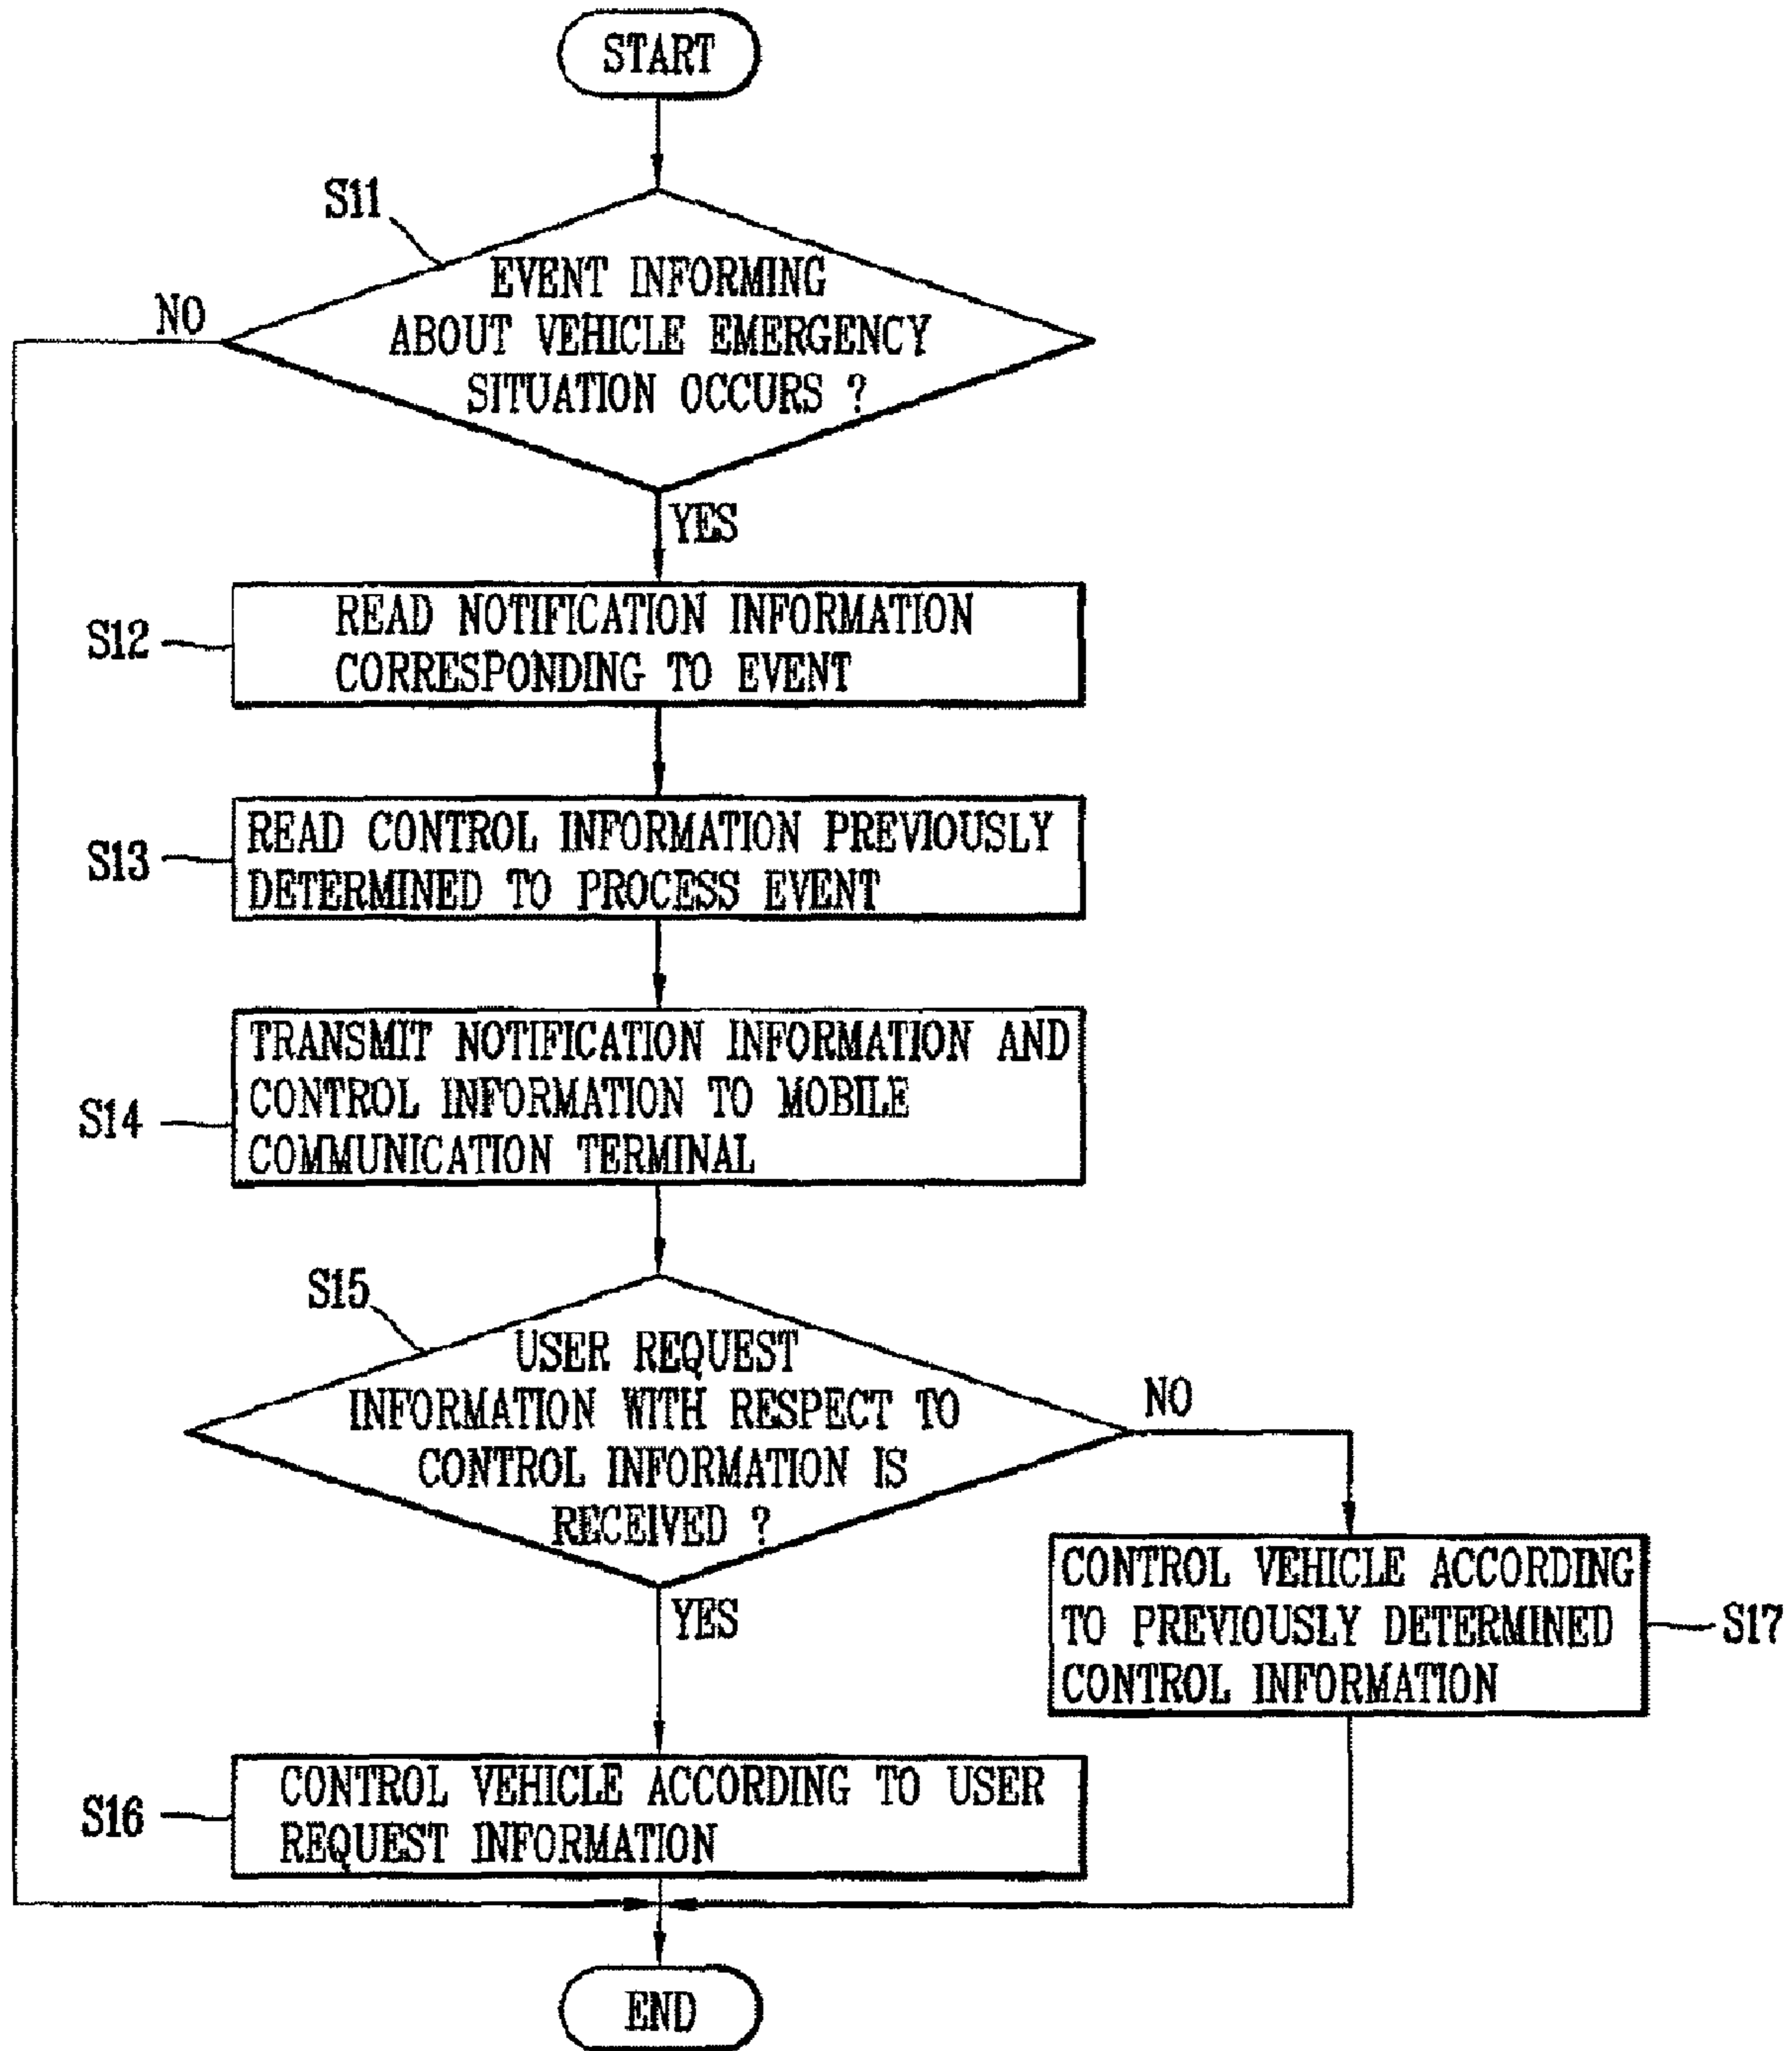 START
S11
EVENT INFORMING
ABOUT VEHICLE EMERGENCY
SITUATION OCCURS ?
NO
YES
S12
READ NOTIFICATION INFORMATION
CORRESPONDING TO EVENT
S13
READ CONTROL INFORMATION PREVIOUSLY
DETERMINED TO PROCESS EVENT
S14
TRANSMIT NOTIFICATION INFORMATION AND
CONTROL INFORMATION TO MOBILE
COMMUNICATION TERMINAL
S15
USER REQUEST
INFORMATION WITH RESPECT TO
CONTROL INFORMATION IS
RECEIVED ?
NO
YES
CONTROL VEHICLE ACCORDING
TO PREVIOUSLY DETERMINED
CONTROL INFORMATION
S17
S16
CONTROL VEHICLE ACCORDING TO USER
REQUEST INFORMATION
END